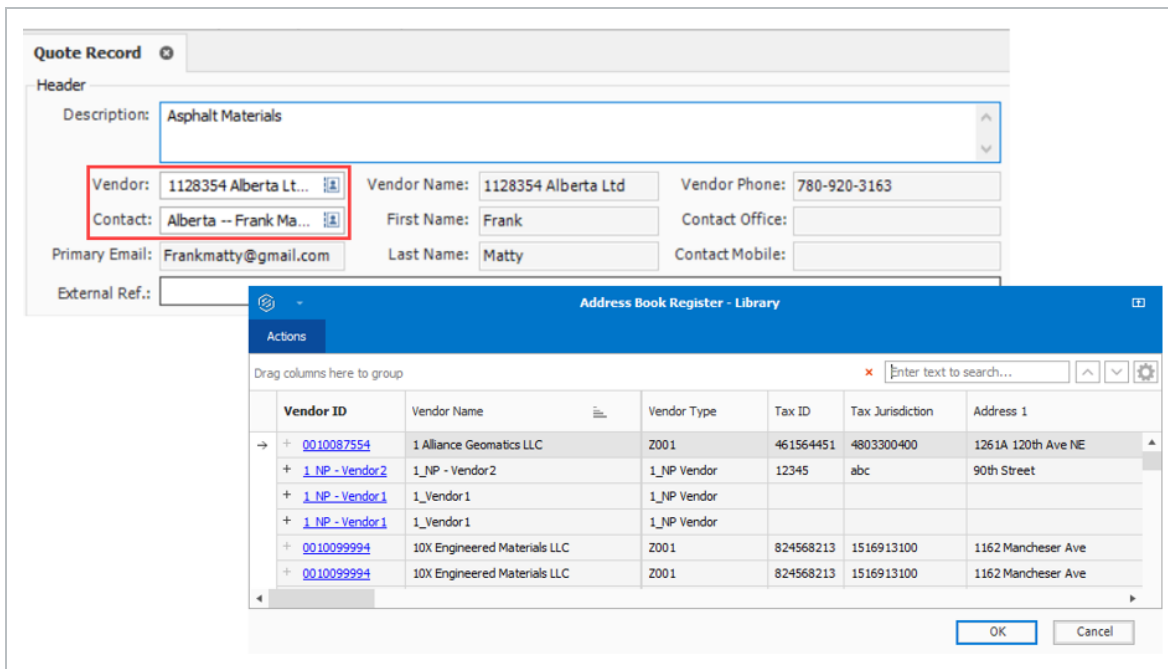 Quote Record
Header
Description: Asphalt Materials
Vendor: 1128354 Alberta Lt... Vendor Name: 1128354 Alberta Ltd Vendor Phone: 780-920-3163
Contact: Alberta -- Frank Ma... First Name: Frank Contact Office:
Primary Email: Frankmatty@gmail.com Last Name: Matty Contact Mobile:
External Ref.:
Address Book Register - Library
Actions
Drag columns here to group Enter text to search...
Vendor ID Vendor Name Vendor Type Tax ID Tax Jurisdiction Address 1
0010087554 1 Alliance Geomatics LLC Z001 461564451 4803300400 1261A 120th Ave NE
1_NP - Vendor2 1_NP - Vendor2 1_NP Vendor 12345 abc 90th Street
1_NP - Vendor1 1_Vendor1 1_NP Vendor
1_NP - Vendor1 1_Vendor1 1_NP Vendor
0010099994 10X Engineered Materials LLC Z001 824568213 1516913100 1162 Mancheser Ave
0010099994 10X Engineered Materials LLC Z001 824568213 1516913100 1162 Mancheser Ave
OK Cancel